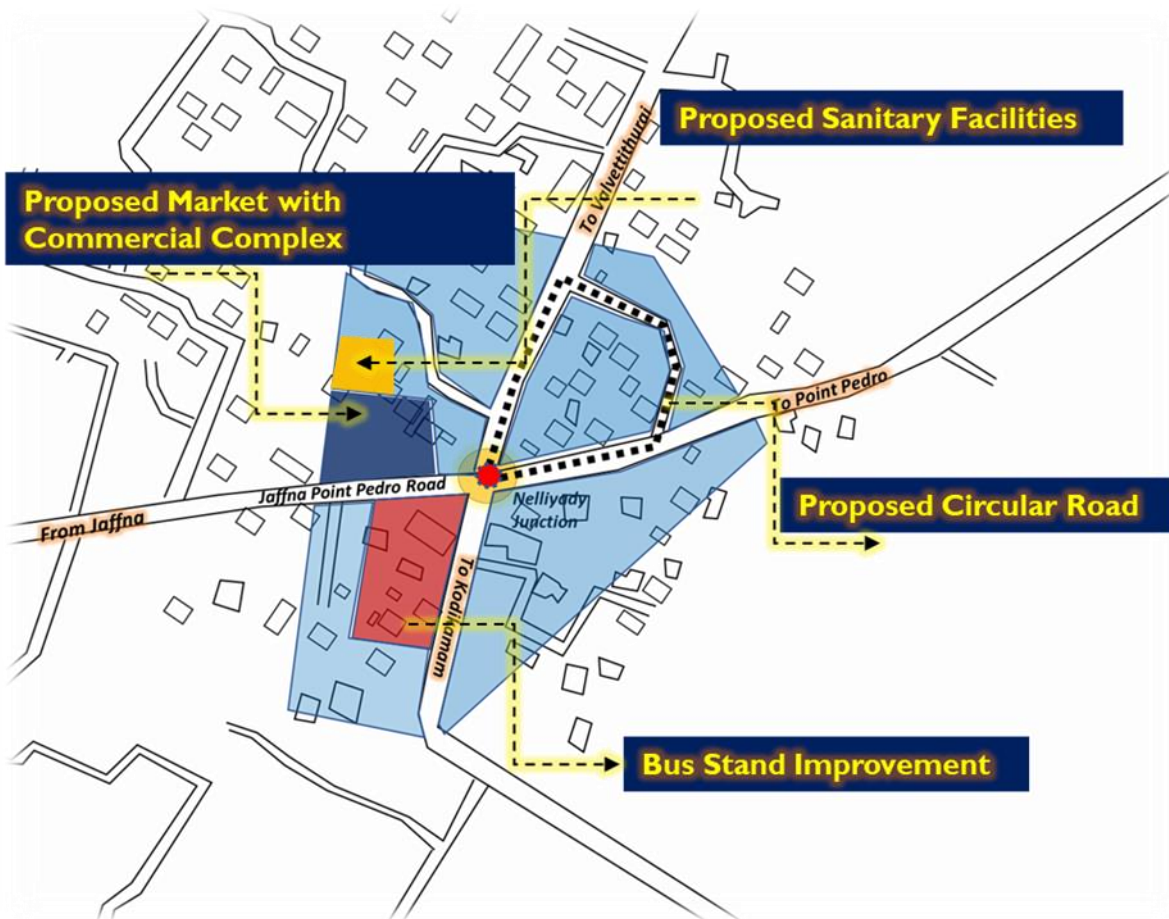 Proposed Sanitary Facilities
To Valvettithurai
Proposed Market with
Commercial Complex
To Point Pedro
Jaffna Point Pedro Road
Nelliyady
Junction
Proposed Circular Road
From Jaffna
To Kodikamam
Bus Stand Improvement